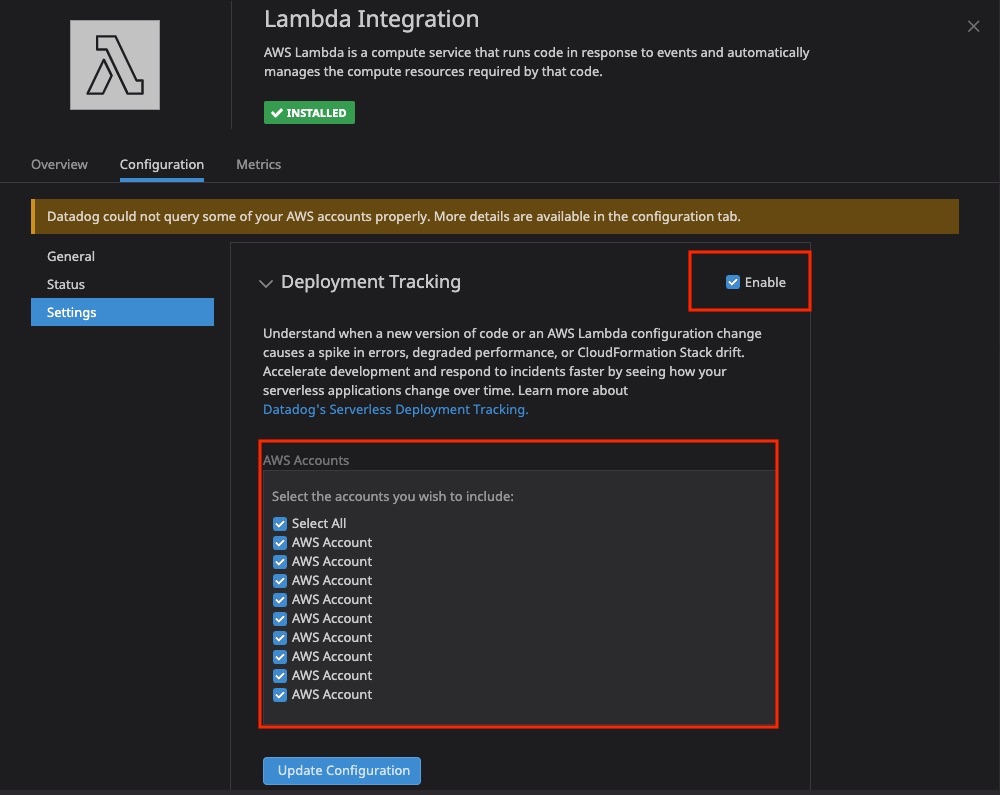 Lambda Integration
AWS Lambda is a compute service that runs code in response to events and automatically
manages the compute resources required by that code.
INSTALLED
Overview
Configuration
Metrics
Datadog could not query some of your AWS accounts properly. More details are available in the configuration tab.
General
Status
Settings
Deployment Tracking
Enable
Understand when a new version of code or an AWS Lambda configuration change
causes a spike in errors, degraded performance, or CloudFormation Stack drift.
Accelerate development and respond to incidents faster by seeing how your
serverless applications change over time. Learn more about
Datadog's Serverless Deployment Tracking.
AWS Accounts
Select the accounts you wish to include:
Select All
AWS Account
AWS Account
AWS Account
AWS Account
AWS Account
AWS Account
AWS Account
AWS Account
AWS Account
Update Configuration